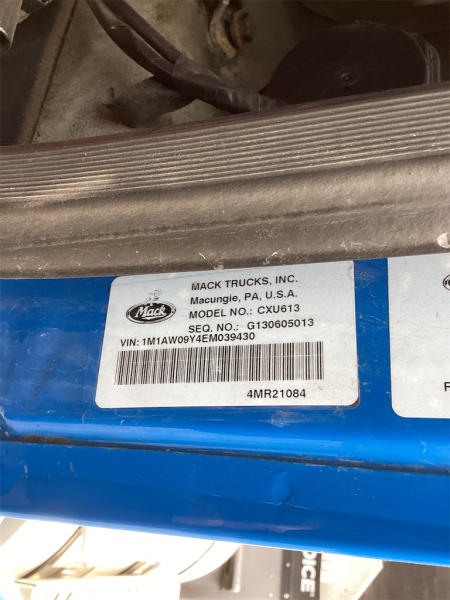 MACK TRUCKS, INC.
Macungie, PA, U.S.A.
Mack
MODEL NO.: CXU613
SEQ. NO.: G130605013
VIN: 1M1AW09Y4EM039430
4MR21084